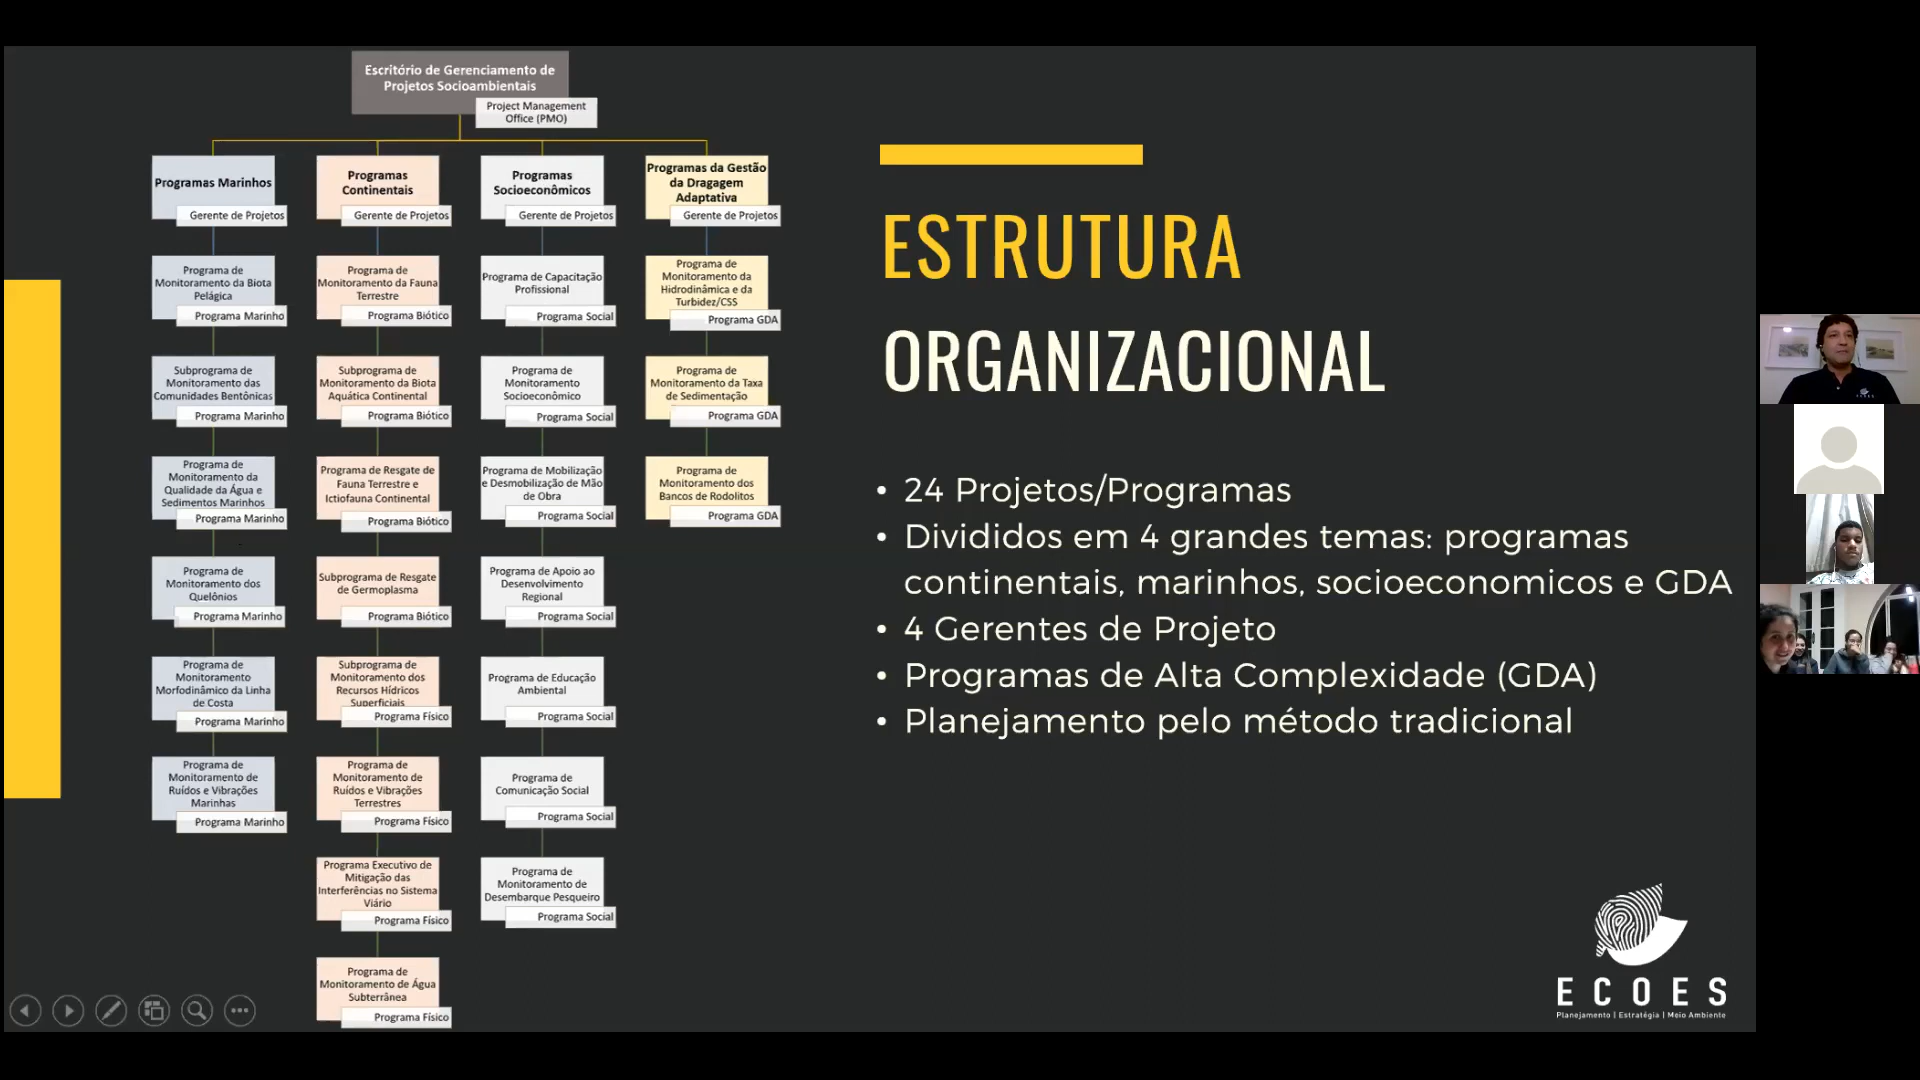 Escritório de Gerenciamento de
Projetos Socioambientais
Project Management
Office (PMO)
Programas Marinhos
Gerente de Projetos
Programa de
Monitoramento da Biota
Pelágica
Programa Marinho
Subprograma de
Monitoramento das
Comunidades Bentônicas
Programa Marinho
Programa de
Monitoramento da
Qualidade da Água e
Sedimentos Marinhos
Programa Marinho
Programa de
Monitoramento dos
Quelônios
Programa Marinho
Programa de
Monitoramento
Morfodinâmico da Linha
de Costa
Programa Marinho
Programa de
Monitoramento de
Ruídos e Vibrações
Marinhas
Programa Marinho
Programas
Continentais
Gerente de Projetos
Programa de
Monitoramento da Fauna
Terrestre
Programa Biótico
Subprograma de
Monitoramento da Biota
Aquática Continental
Programa Biótico
Programa de Resgate de
Fauna Terrestre e
Ictiofauna Continental
Programa Biótico
Subprograma de Resgate
de Germoplasma
Programa Biótico
Subprograma de
Monitoramento dos
Recursos Hídricos
Superficiais
Programa Físico
Programa de
Monitoramento de
Ruídos e Vibrações
Terrestres
Programa Físico
Programa Executivo de
Mitigação das
Interferências no Sistema
Viário
Programa Físico
Programa de
Monitoramento de Água
Subterrânea
Programa Físico
Programas
Socioeconômicos
Gerente de Projetos
Programa de Capacitação
Profissional
Programa Social
Programa de
Monitoramento
Socioeconômico
Programa Social
Programa de Mobilização
e Desmobilização de Mão
de Obra
Programa Social
Programa de Apoio ao
Desenvolvimento
Regional
Programa Social
Programa de Educação
Ambiental
Programa Social
Programa de
Comunicação Social
Programa Social
Programa de
Monitoramento de
Desembarque Pesqueiro
Programa Social
Programas da Gestão
da Dragagem
Adaptativa
Gerente de Projetos
Programa de
Monitoramento da
Hidrodinâmica e da
Turbidez/CSS
Programa GDA
Programa de
Monitoramento da Taxa
de Sedimentação
Programa GDA
Programa de
Monitoramento dos
Bancos de Rodolitos
Programa GDA
ESTRUTURA
ORGANIZACIONAL
• 24 Projetos/Programas
• Divididos em 4 grandes temas: programas
continentais, marinhos, socioeconomicos e GDA
• 4 Gerentes de Projeto
• Programas de Alta Complexidade (GDA)
• Planejamento pelo método tradicional
ECOES
Planejamento | Estratégia | Meio Ambiente